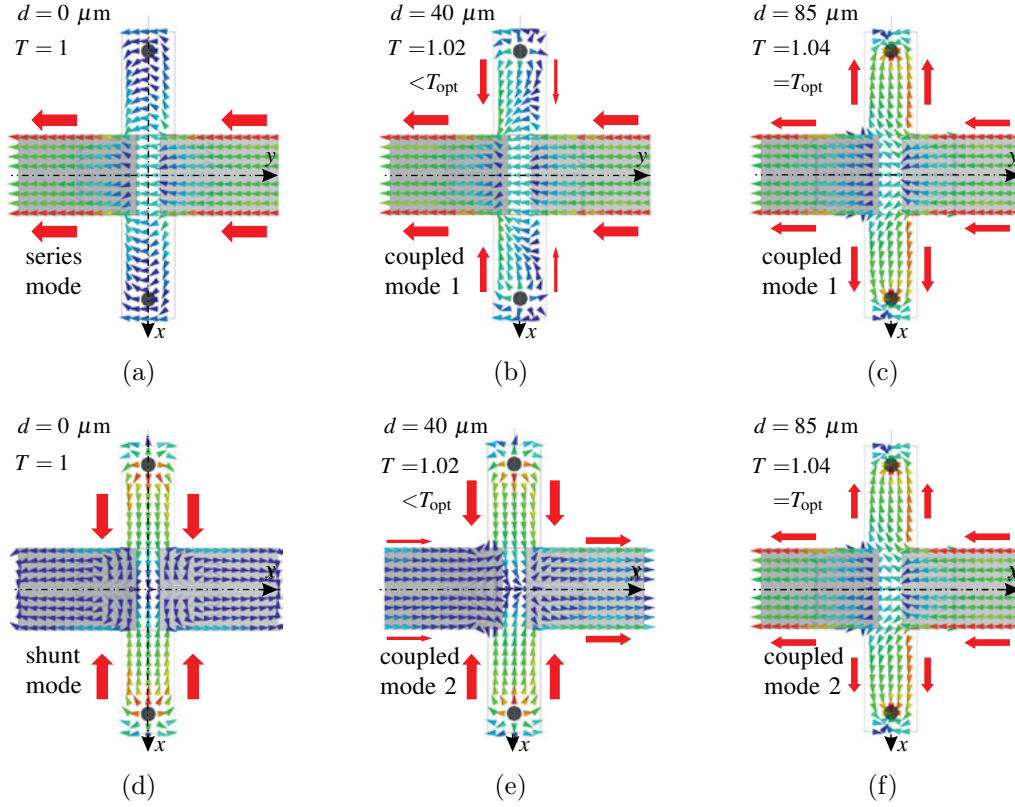 d = 0 μm
T = 1
y
series
mode
x
(a)
d = 40 μm
T = 1.02
<T_opt
y
coupled
mode 1
x
(b)
d = 85 μm
T = 1.04
=T_opt
y
coupled
mode 1
x
(c)
d = 0 μm
T = 1
y
shunt
mode
x
(d)
d = 40 μm
T = 1.02
<T_opt
y
coupled
mode 2
x
(e)
d = 85 μm
T = 1.04
=T_opt
y
coupled
mode 2
x
(f)